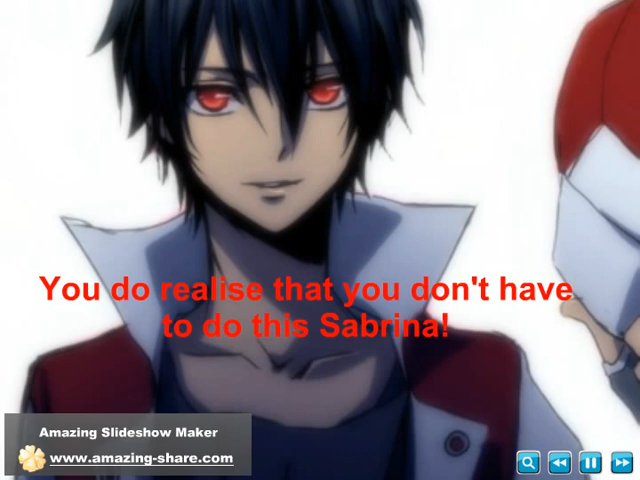 You do realise that you don't have
to do this Sabrina!
Amazing Slideshow Maker
www.amazing-share.com